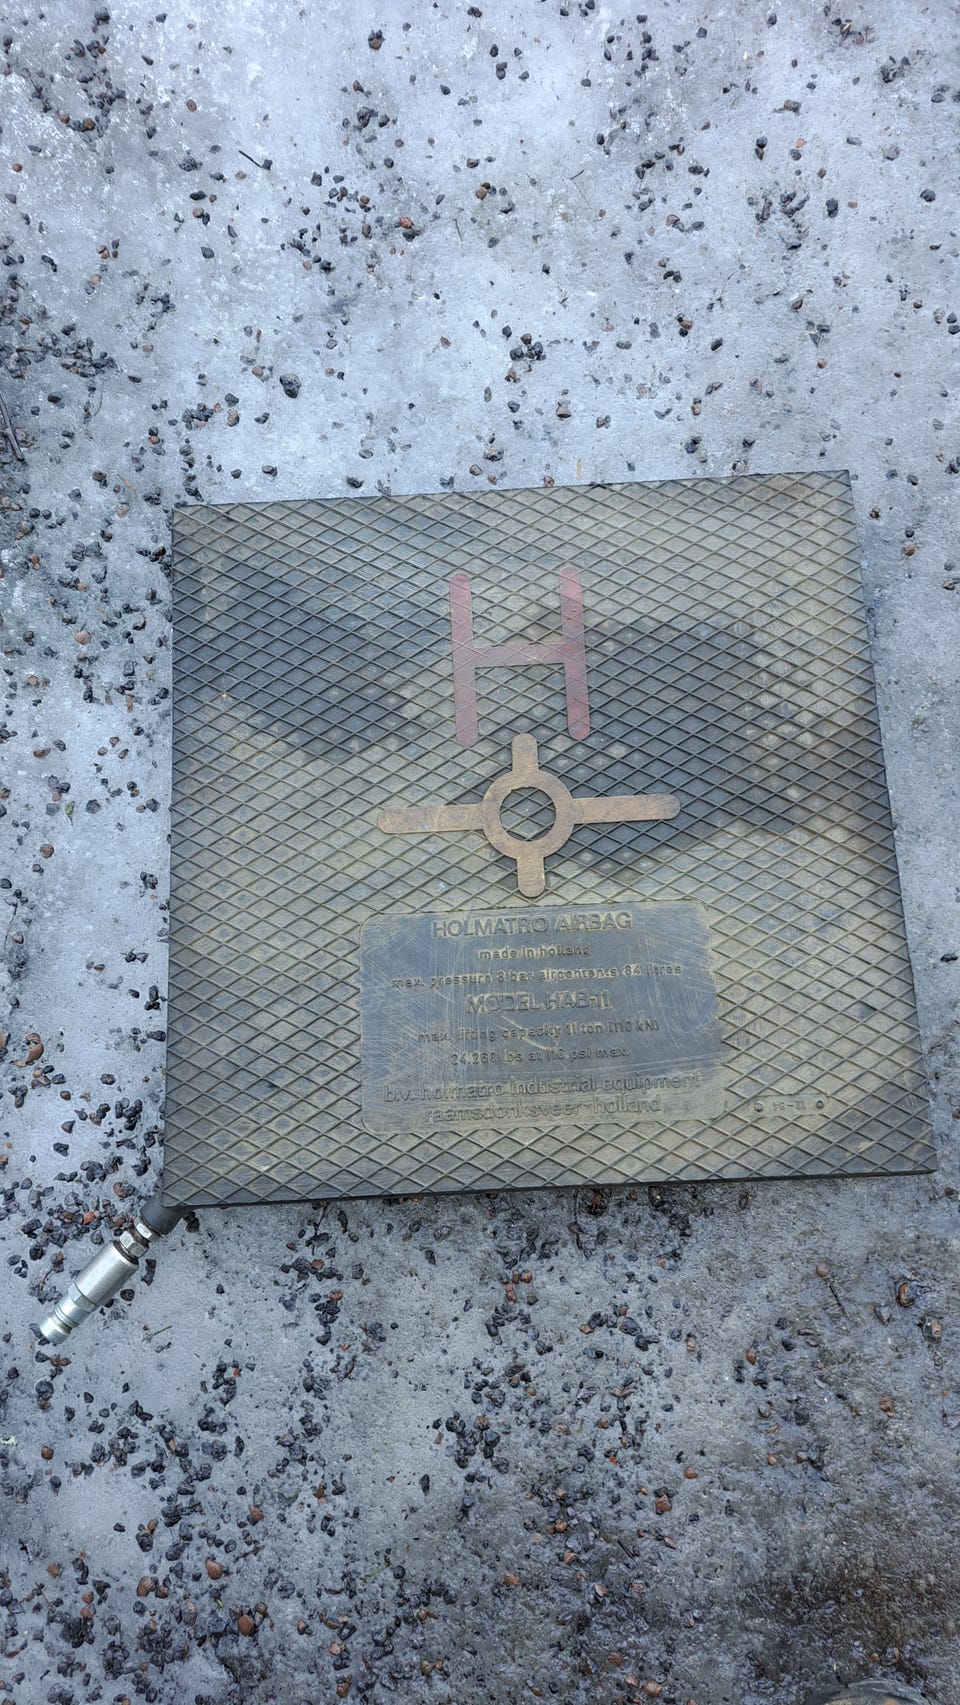 H
HOLMATRO AIRBAG
made in holland
max. pressure 8 bar aircontents 84 litres
MODEL HAB-11
max. lifting capacity 11 ton (110 kN)
24.260 lbs at 116 psi max.
b.v. holmatro industrial equipment
raamsdonksveer-holland